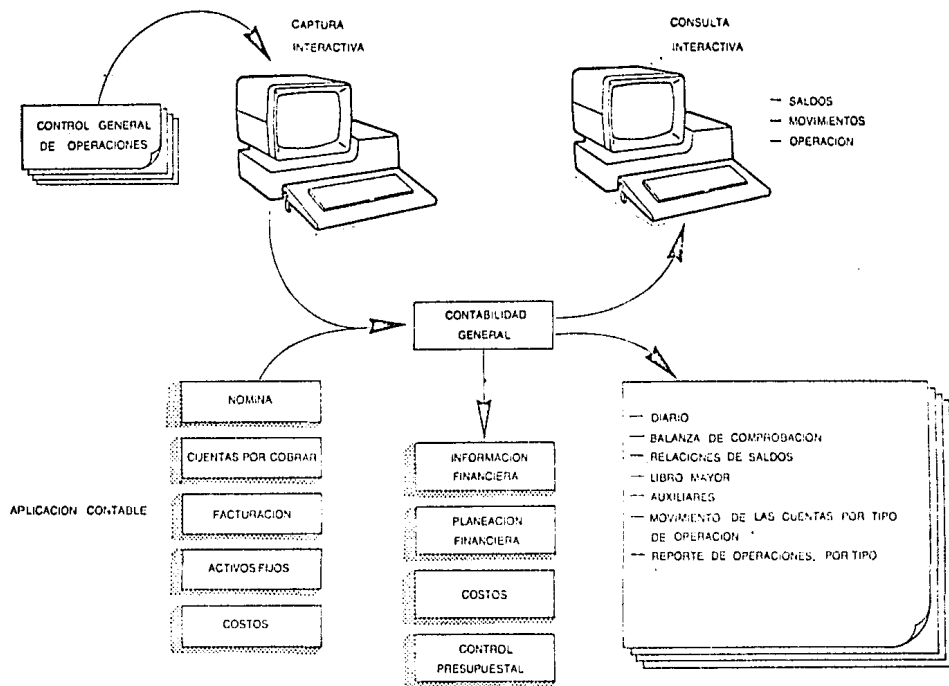 CAPTURA
INTERACTIVA
CONSULTA
INTERACTIVA
CONTROL GENERAL
DE OPERACIONES
— SALDOS
— MOVIMIENTOS
— OPERACION
CONTABILIDAD
GENERAL
APLICACION CONTABLE
NOMINA
CUENTAS POR COBRAR
FACTURACION
ACTIVOS FIJOS
COSTOS
INFORMACION
FINANCIERA
PLANEACION
FINANCIERA
COSTOS
CONTROL
PRESUPUESTAL
— DIARIO
— BALANZA DE COMPROBACION
— RELACIONES DE SALDOS
— LIBRO MAYOR
— AUXILIARES
— MOVIMIENTO DE LAS CUENTAS POR TIPO
DE OPERACION
— REPORTE DE OPERACIONES, POR TIPO